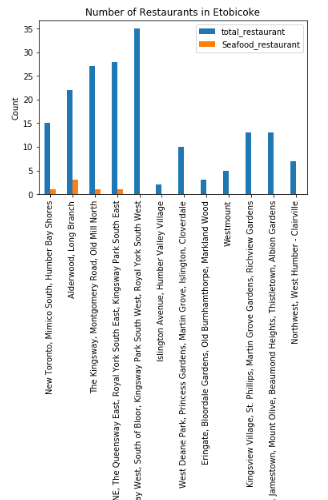 Number of Restaurants in Etobicoke
total_restaurant
Seafood_restaurant
Count
35
30
25
20
15
10
5
0
New Toronto, Mimico South, Humber Bay Shores
Alderwood, Long Branch
The Kingsway, Montgomery Road, Old Mill North
NE, The Queensway East, Royal York South East, Kingsway Park South East
ay West, South of Bloor, Kingsway Park South West, Royal York South West
Islington Avenue, Humber Valley Village
West Deane Park, Princess Gardens, Martin Grove, Islington, Cloverdale
Eringate, Bloordale Gardens, Old Burnhamthorpe, Markland Wood
Westmount
Kingsview Village, St. Phillips, Martin Grove Gardens, Richview Gardens
Jamestown, Mount Olive, Beaumond Heights, Thistletown, Albion Gardens
Northwest, West Humber - Clairville